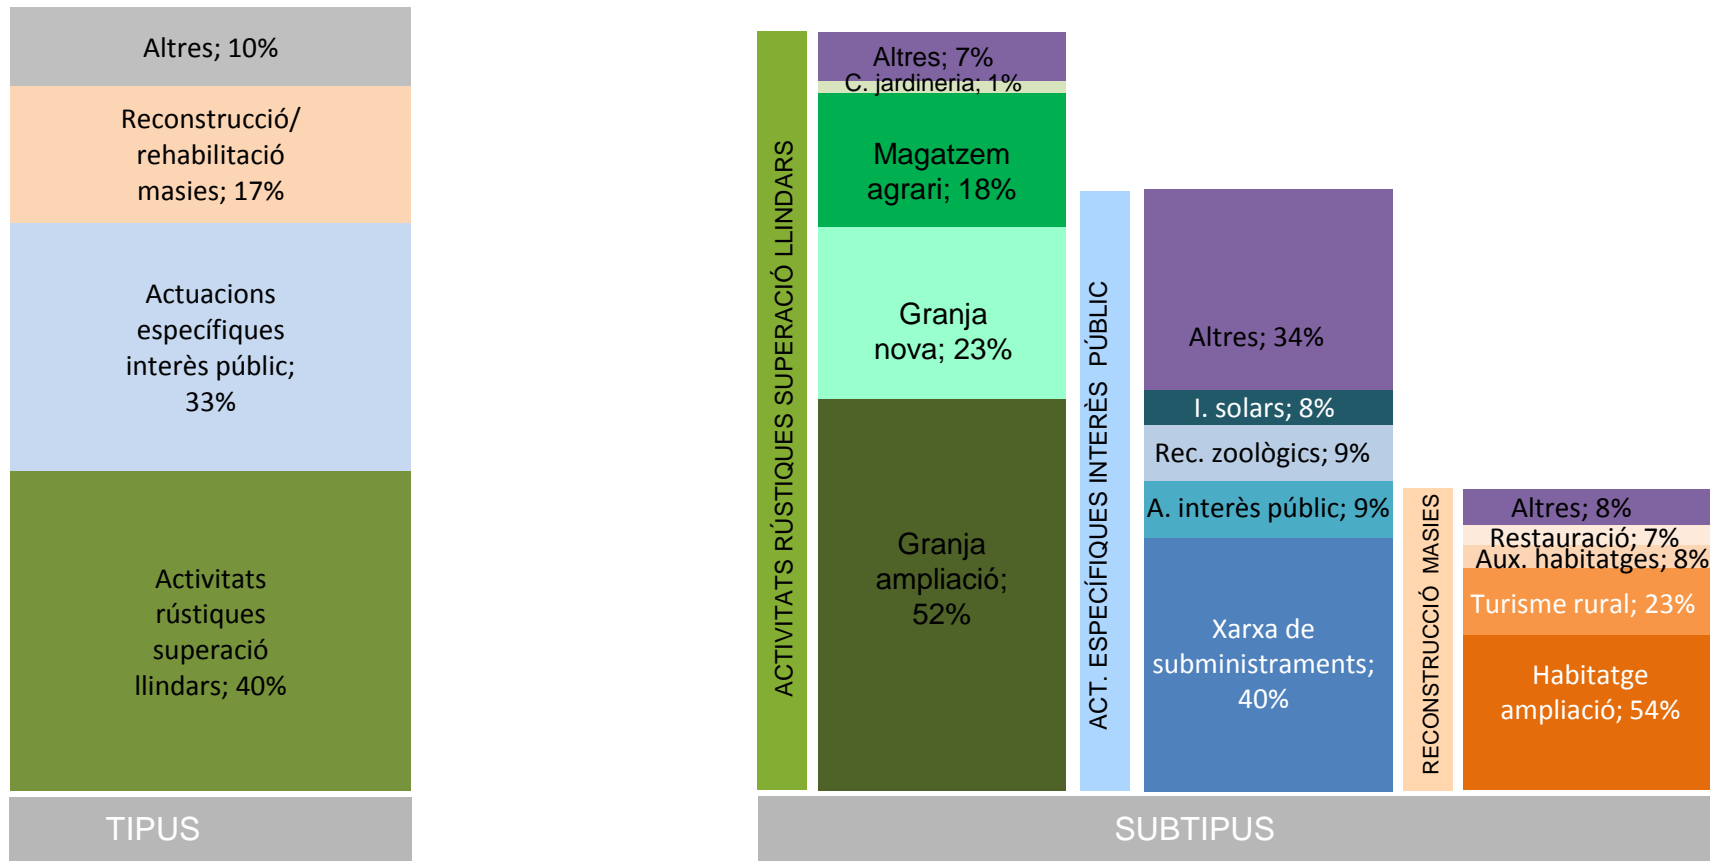 Altres; 10%
Reconstrucció/
rehabilitació
masies; 17%
Actuacions
específiques
interès públic;
33%
Activitats
rústiques
superació
llindars; 40%
TIPUS
ACTIVITATS RÚSTIQUES SUPERACIÓ LLINDARS
Altres; 7%
C. jardineria; 1%
Magatzem
agrari; 18%
Granja
nova; 23%
Granja
ampliació;
52%
ACT. ESPECÍFIQUES INTERÈS PÚBLIC
Altres; 34%
I. solars; 8%
Rec. zoològics; 9%
A. interès públic; 9%
Xarxa de
subministraments;
40%
RECONSTRUCCIÓ MASIES
Altres; 8%
Restauració; 7%
Aux. habitatges; 8%
Turisme rural; 23%
Habitatge
ampliació; 54%
SUBTIPUS